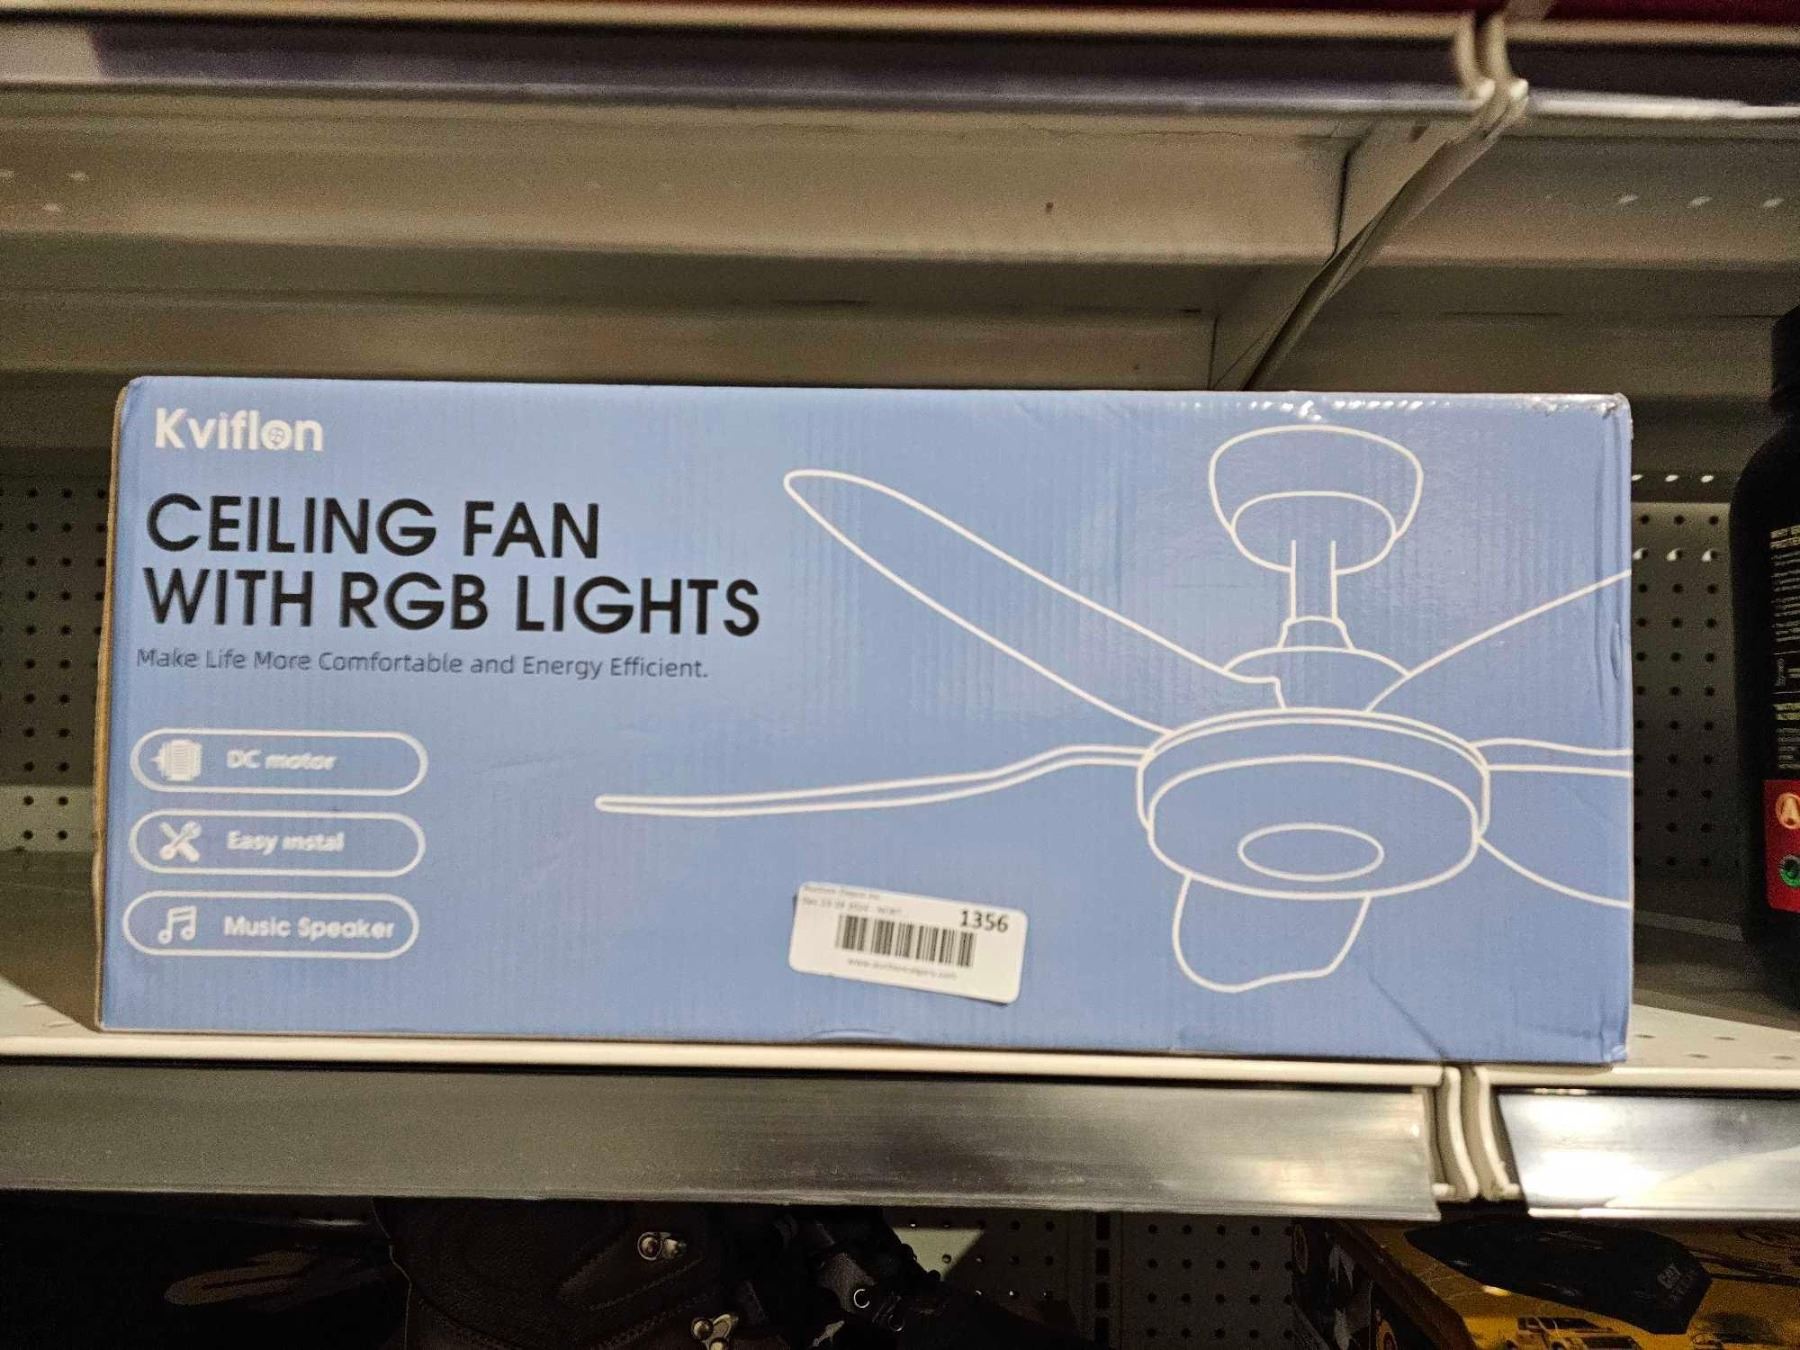 Kviflon
CEILING FAN
WITH RGB LIGHTS
Make Life More Comfortable and Energy Efficient.
DC motor
Easy instal
Music Speaker
1356
CAT